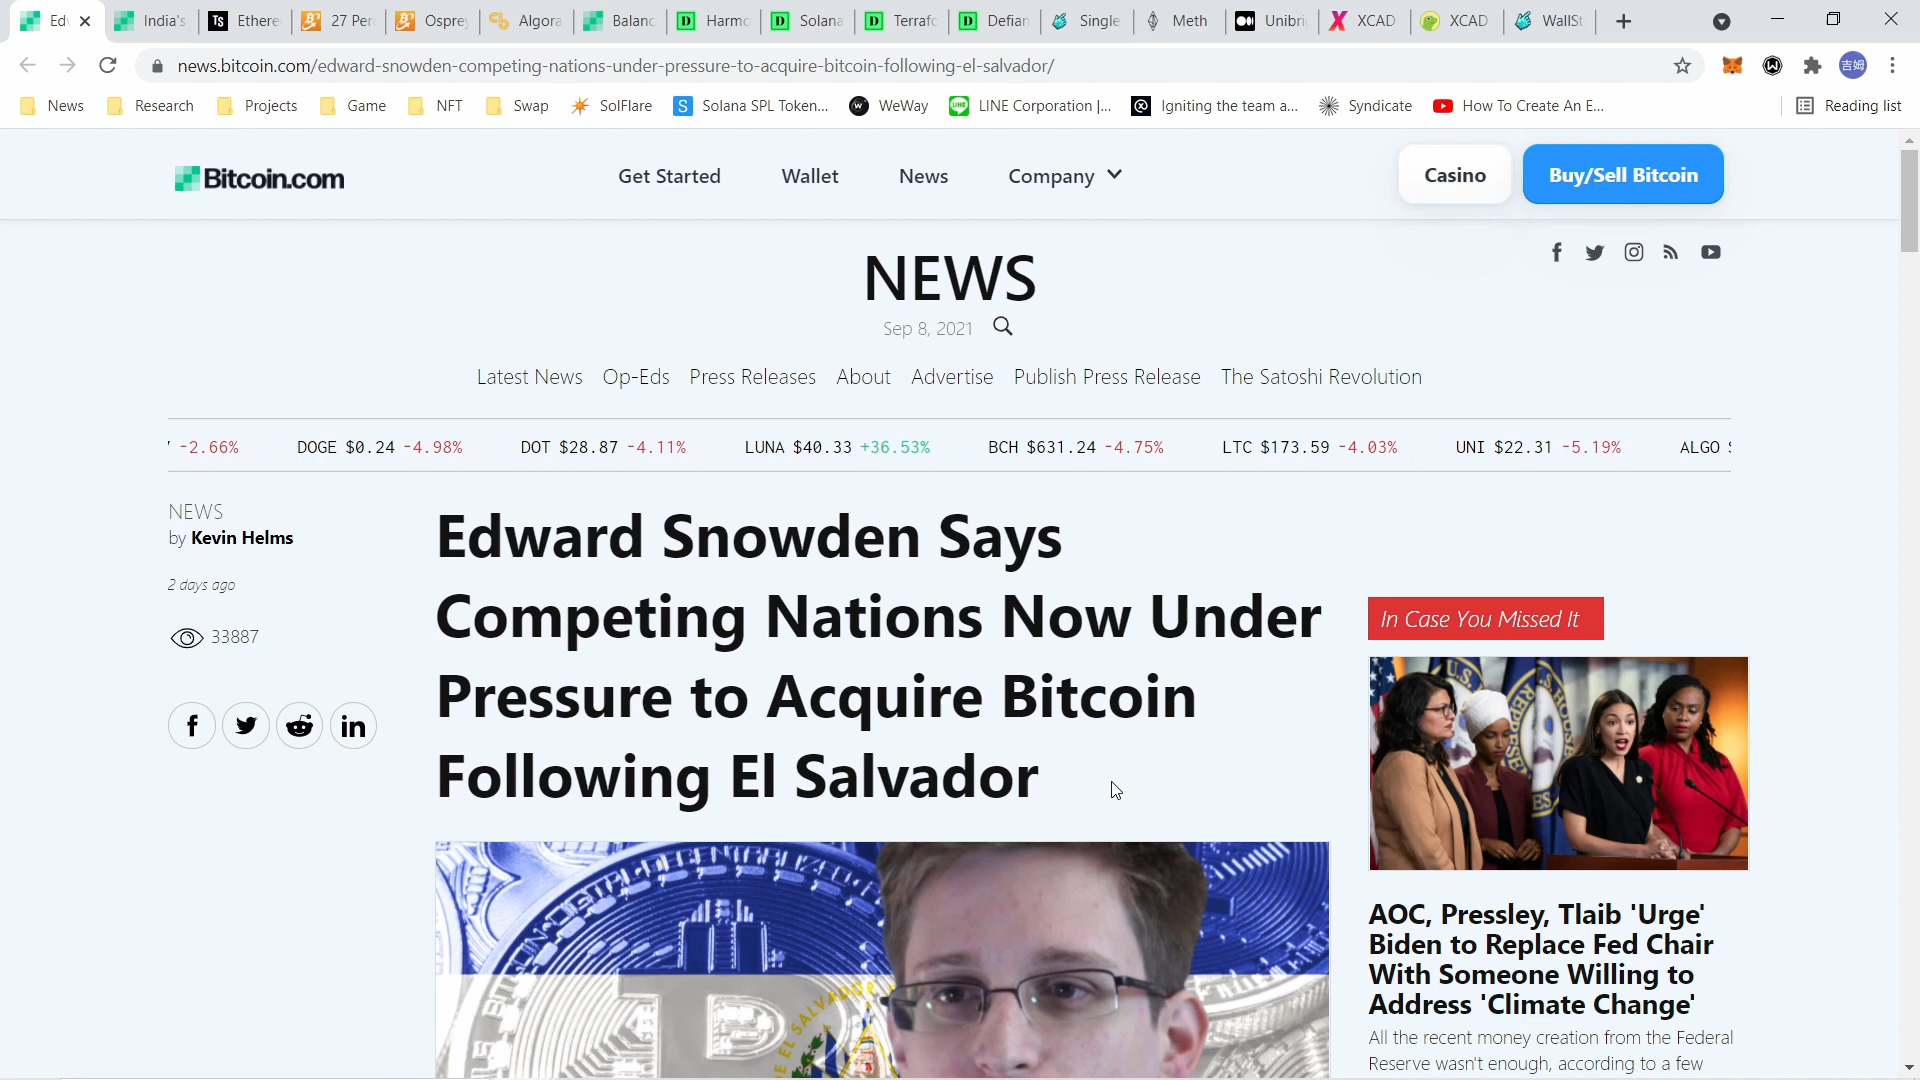 Ed
India's
Ethere
27 Per
Osprey
Algora
Balanc
Harmo
Solana
Terrafo
Defian
Single
Meth
Unibri
XCAD
XCAD
WallSt
news.bitcoin.com/edward-snowden-competing-nations-under-pressure-to-acquire-bitcoin-following-el-salvador/
吉姆
News
Research
Projects
Game
NFT
Swap
SolFlare
Solana SPL Token...
WeWay
LINE Corporation |...
Igniting the team a...
Syndicate
How To Create An E...
Reading list
Bitcoin.com
Get Started
Wallet
News
Company
Casino
Buy/Sell Bitcoin
NEWS
Sep 8, 2021
Latest News Op-Eds Press Releases About Advertise Publish Press Release The Satoshi Revolution
-2.66% DOGE $0.24 -4.98% DOT $28.87 -4.11% LUNA $40.33 +36.53% BCH $631.24 -4.75% LTC $173.59 -4.03% UNI $22.31 -5.19% ALGO
NEWS
by Kevin Helms
2 days ago
33887
Edward Snowden Says
Competing Nations Now Under
Pressure to Acquire Bitcoin
Following El Salvador
DECENTRALIZED
EL SALVADOR
In Case You Missed It
AOC, Pressley, Tlaib 'Urge'
Biden to Replace Fed Chair
With Someone Willing to
Address 'Climate Change'
All the recent money creation from the Federal
Reserve wasn't enough, according to a few